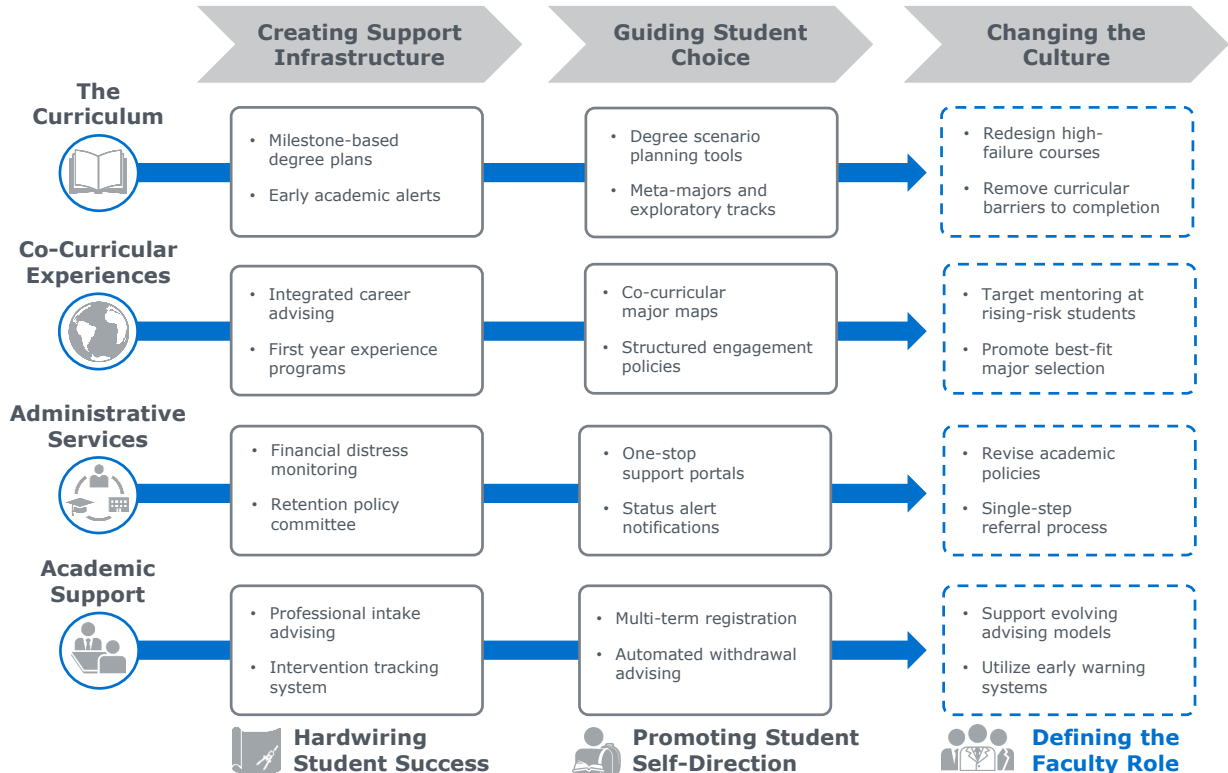 Creating Support
Infrastructure
Guiding Student
Choice
Changing the
Culture
The
Curriculum
• Milestone-based
degree plans
• Early academic alerts
• Degree scenario
planning tools
• Meta-majors and
exploratory tracks
• Redesign high-
failure courses
• Remove curricular
barriers to completion
Co-Curricular
Experiences
• Integrated career
advising
• First year experience
programs
• Co-curricular
major maps
• Structured engagement
policies
• Target mentoring at
rising-risk students
• Promote best-fit
major selection
Administrative
Services
• Financial distress
monitoring
• Retention policy
committee
• One-stop
support portals
• Status alert
notifications
• Revise academic
policies
• Single-step
referral process
Academic
Support
• Professional intake
advising
• Intervention tracking
system
• Multi-term registration
• Automated withdrawal
advising
• Support evolving
advising models
• Utilize early warning
systems
Hardwiring
Student Success
Promoting Student
Self-Direction
Defining the
Faculty Role